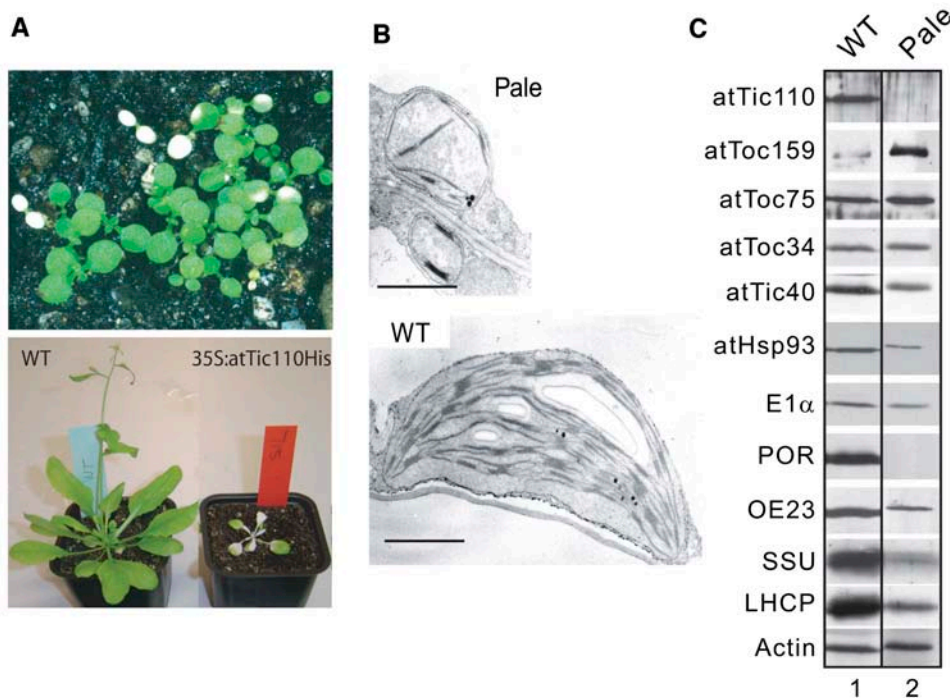 A
WT
35S:atTic110His
WT
B
Pale
WT
C
WT
Pale
atTic110
atToc159
atToc75
atToc34
atTic40
atHsp93
E1α
POR
OE23
SSU
LHCP
Actin
1
2